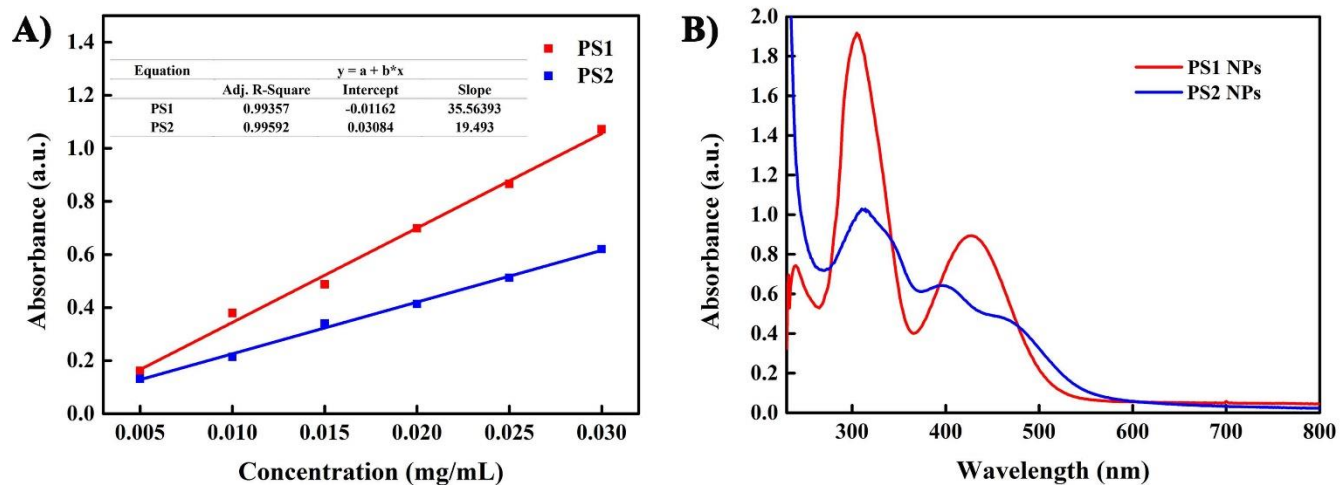 A)
1.4
1.2
1.0
0.8
0.6
0.4
0.2
0.0
Absorbance (a.u.)
PS1
PS2
Equation y = a + b*x
Adj. R-Square Intercept Slope
PS1 0.99357 -0.01162 35.56393
PS2 0.99592 0.03084 19.493
0.005 0.010 0.015 0.020 0.025 0.030
Concentration (mg/mL)
B)
2.0
1.8
1.6
1.4
1.2
1.0
0.8
0.6
0.4
0.2
0.0
Absorbance (a.u.)
PS1 NPs
PS2 NPs
300 400 500 600 700 800
Wavelength (nm)